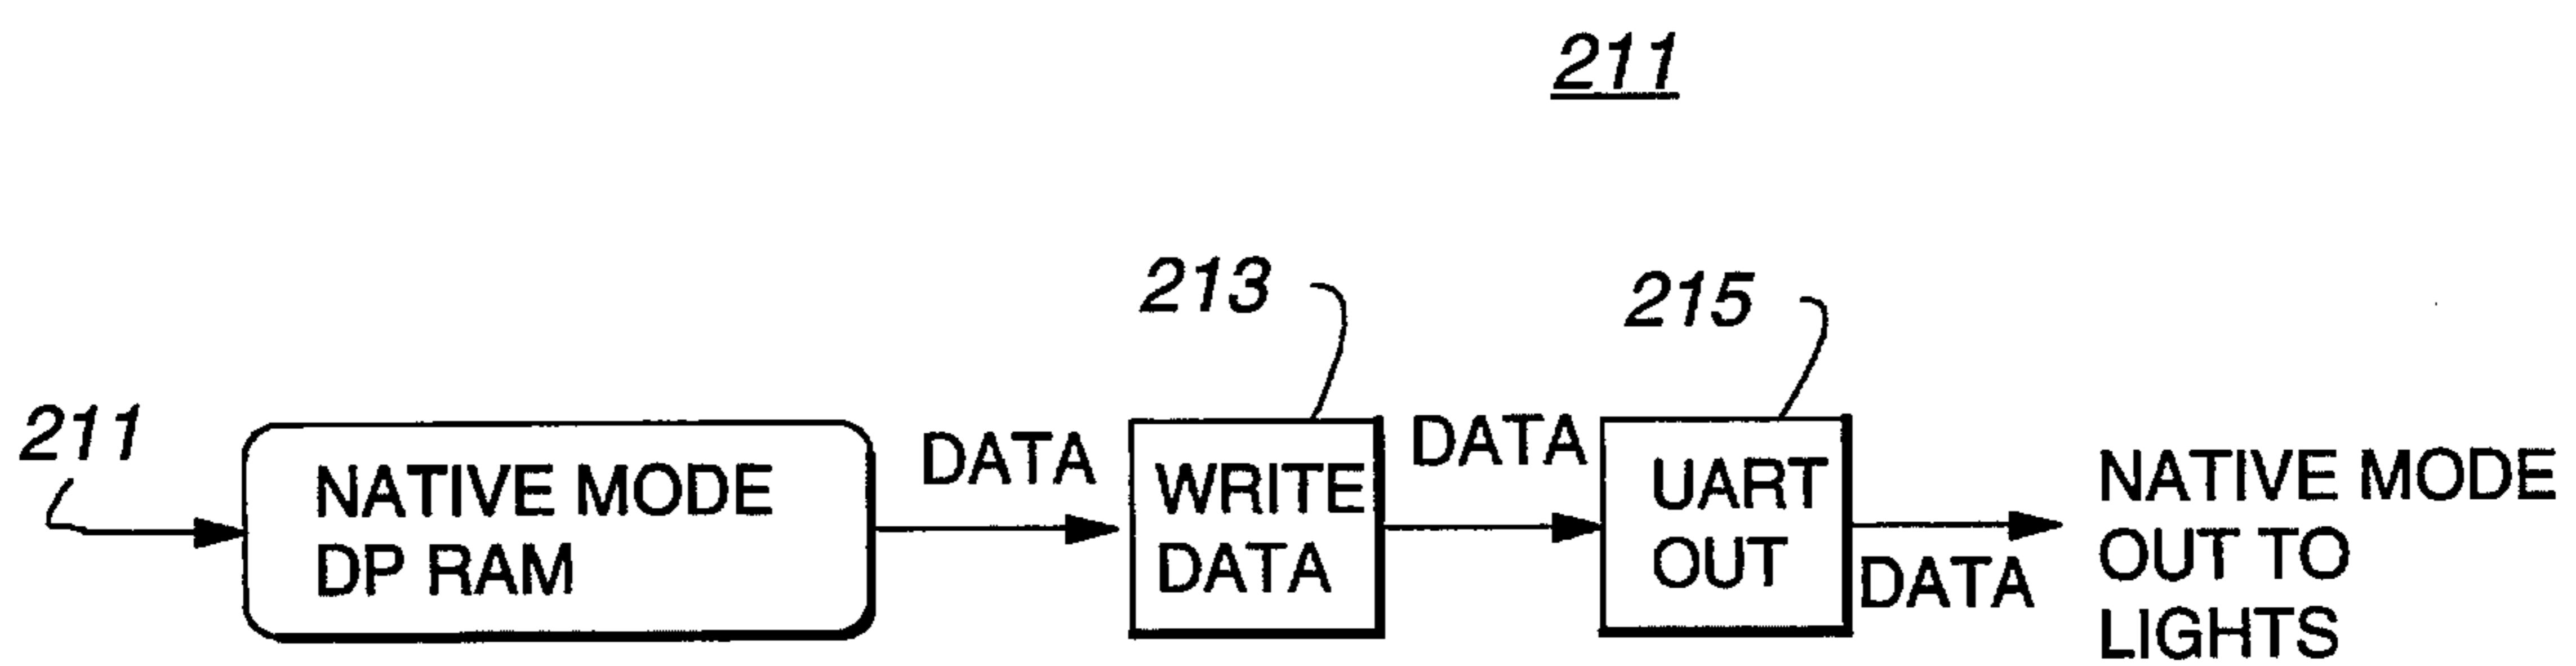 211
213
215
211
NATIVE MODE
DP RAM
DATA
WRITE
DATA
DATA
UART
OUT
DATA
NATIVE MODE
OUT TO
LIGHTS